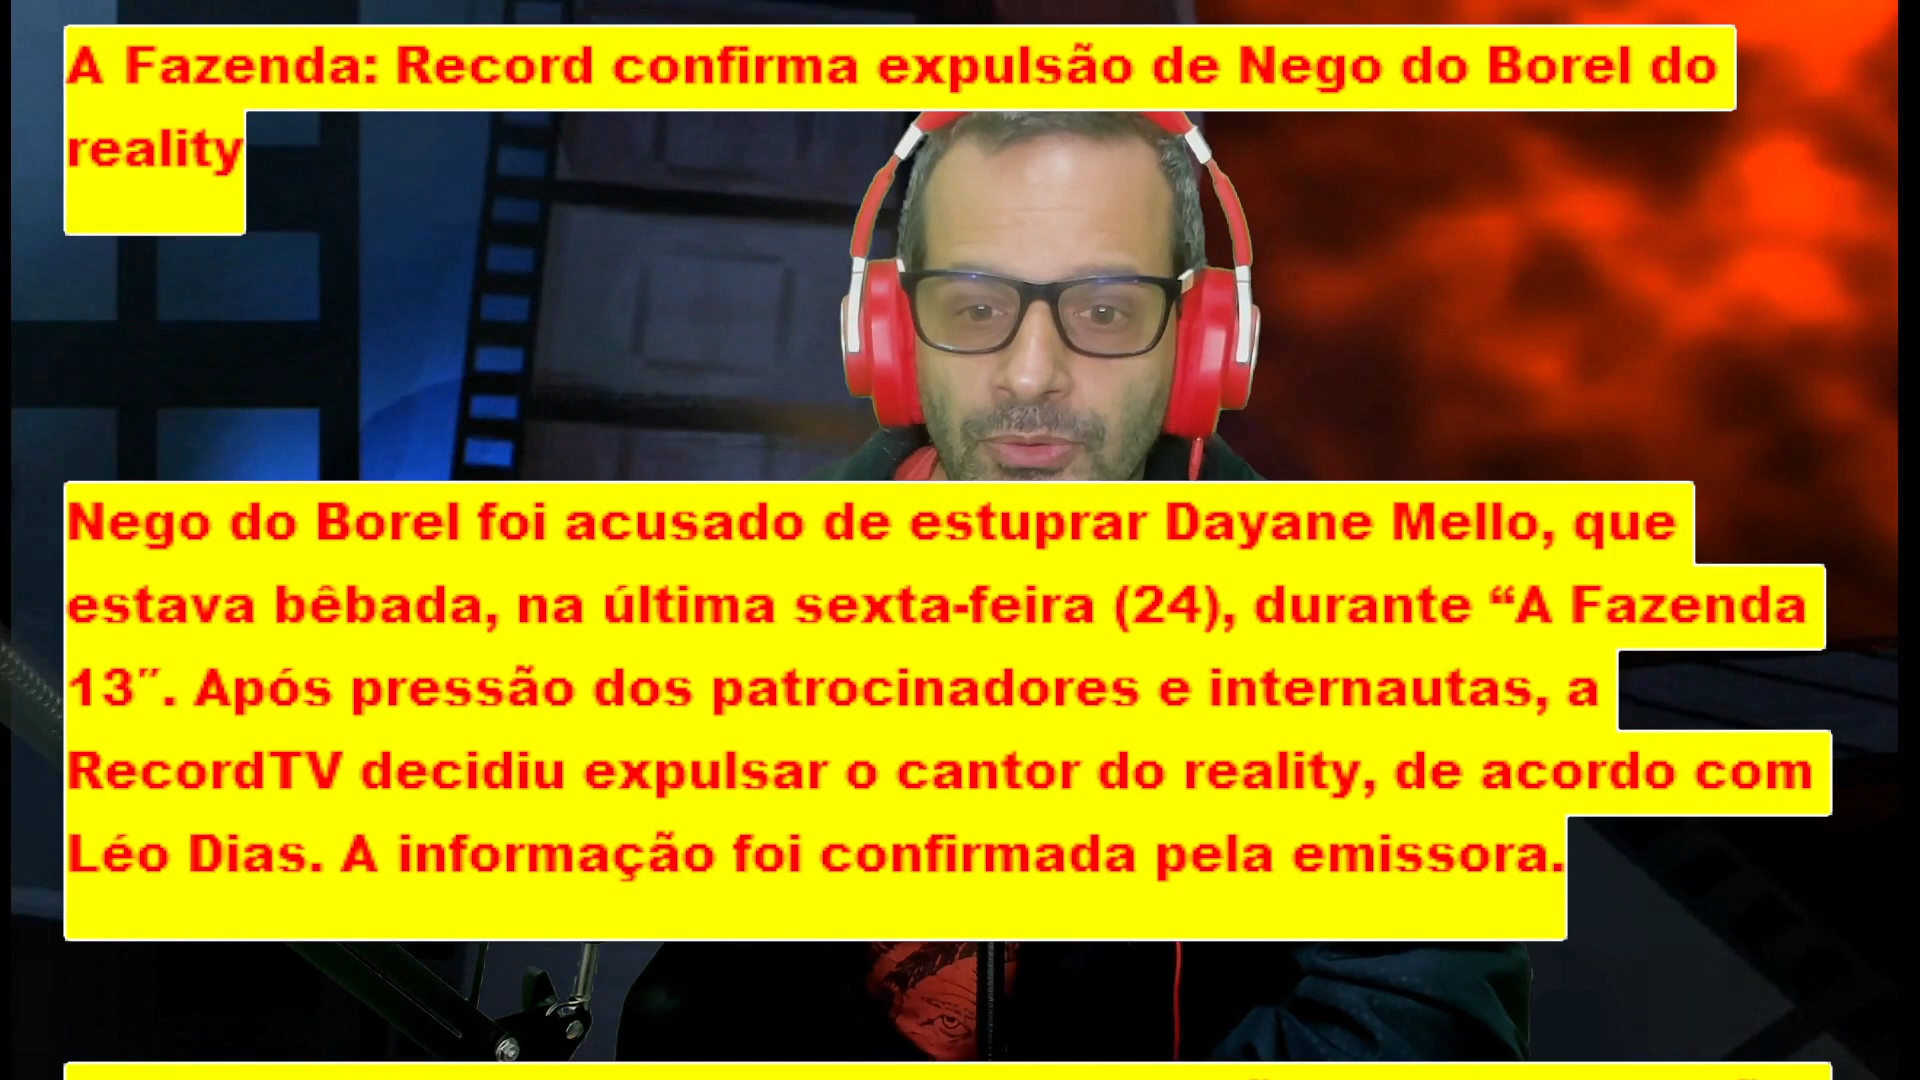 A Fazenda: Record confirma expulsão de Nego do Borel do
reality
Nego do Borel foi acusado de estuprar Dayane Mello, que
estava bêbada, na última sexta-feira (24), durante “A Fazenda
13″. Após pressão dos patrocinadores e internautas, a
RecordTV decidiu expulsar o cantor do reality, de acordo com
Léo Dias. A informação foi confirmada pela emissora.